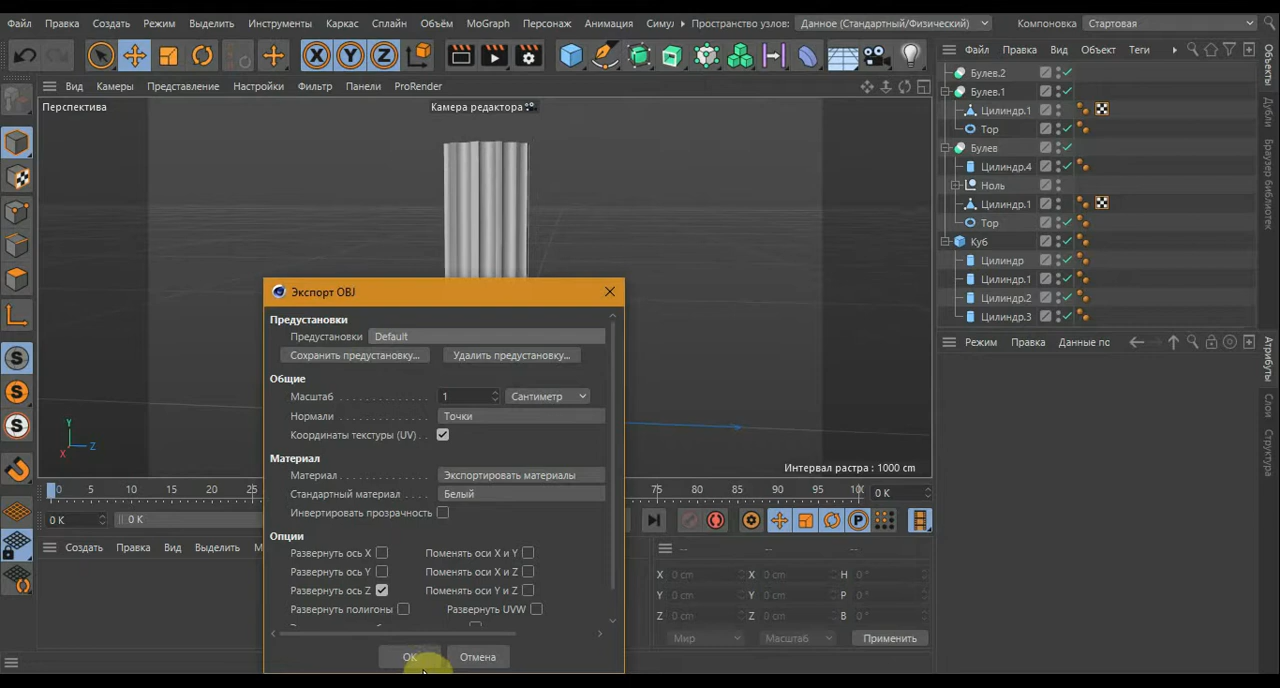 Файл Правка Создать Режим Выделить Инструменты Каркас Сплайн Объём MoGraph Персонаж Анимация Симу Пространство узлов: Данное (Стандартный/Физический) Компоновка Стартовая
X Y Z
Файл Правка Вид Объект Теги
Вид Камеры Представление Настройки Фильтр Панели ProRender
Перспектива
Камера редактора
Булев.2
Булев.1
Цилиндр.1
Тор
Булев
Цилиндр.4
Ноль
Цилиндр.1
Тор
Куб
Цилиндр
Цилиндр.1
Цилиндр.2
Цилиндр.3
Объекты
Дубли
Браузер библиотек
Режим Правка Данные пс
Атрибуты
Слои
Структура
Экспорт OBJ
Предустановки
Предустановки Default
Сохранить предустановку... Удалить предустановку...
Общие
Масштаб . . . . . . . . . . . . . 1 Сантиметр
Нормали . . . . . . . . . . . . . Точки
Координаты текстуры (UV) . .
Материал
Материал . . . . . . . . . . . . . Экспортировать материалы
Стандартный материал . . . . Белый
Инвертировать прозрачность
Опции
Развернуть ось X Поменять оси X и Y
Развернуть ось Y Поменять оси X и Z
Развернуть ось Z Поменять оси Y и Z
Развернуть полигоны Развернуть UVW
OK Отмена
Y
Z
X
Интервал растра : 1000 cm
0 5 10 15 20 25 75 80 85 90 95 0 K
0 K 0 K
P
Создать Правка Вид Выделить М
-- -- --
X 0 cm X 0 cm H 0 °
Y 0 cm Y 0 cm P 0 °
Z 0 cm Z 0 cm B 0 °
Мир Масштаб Применить